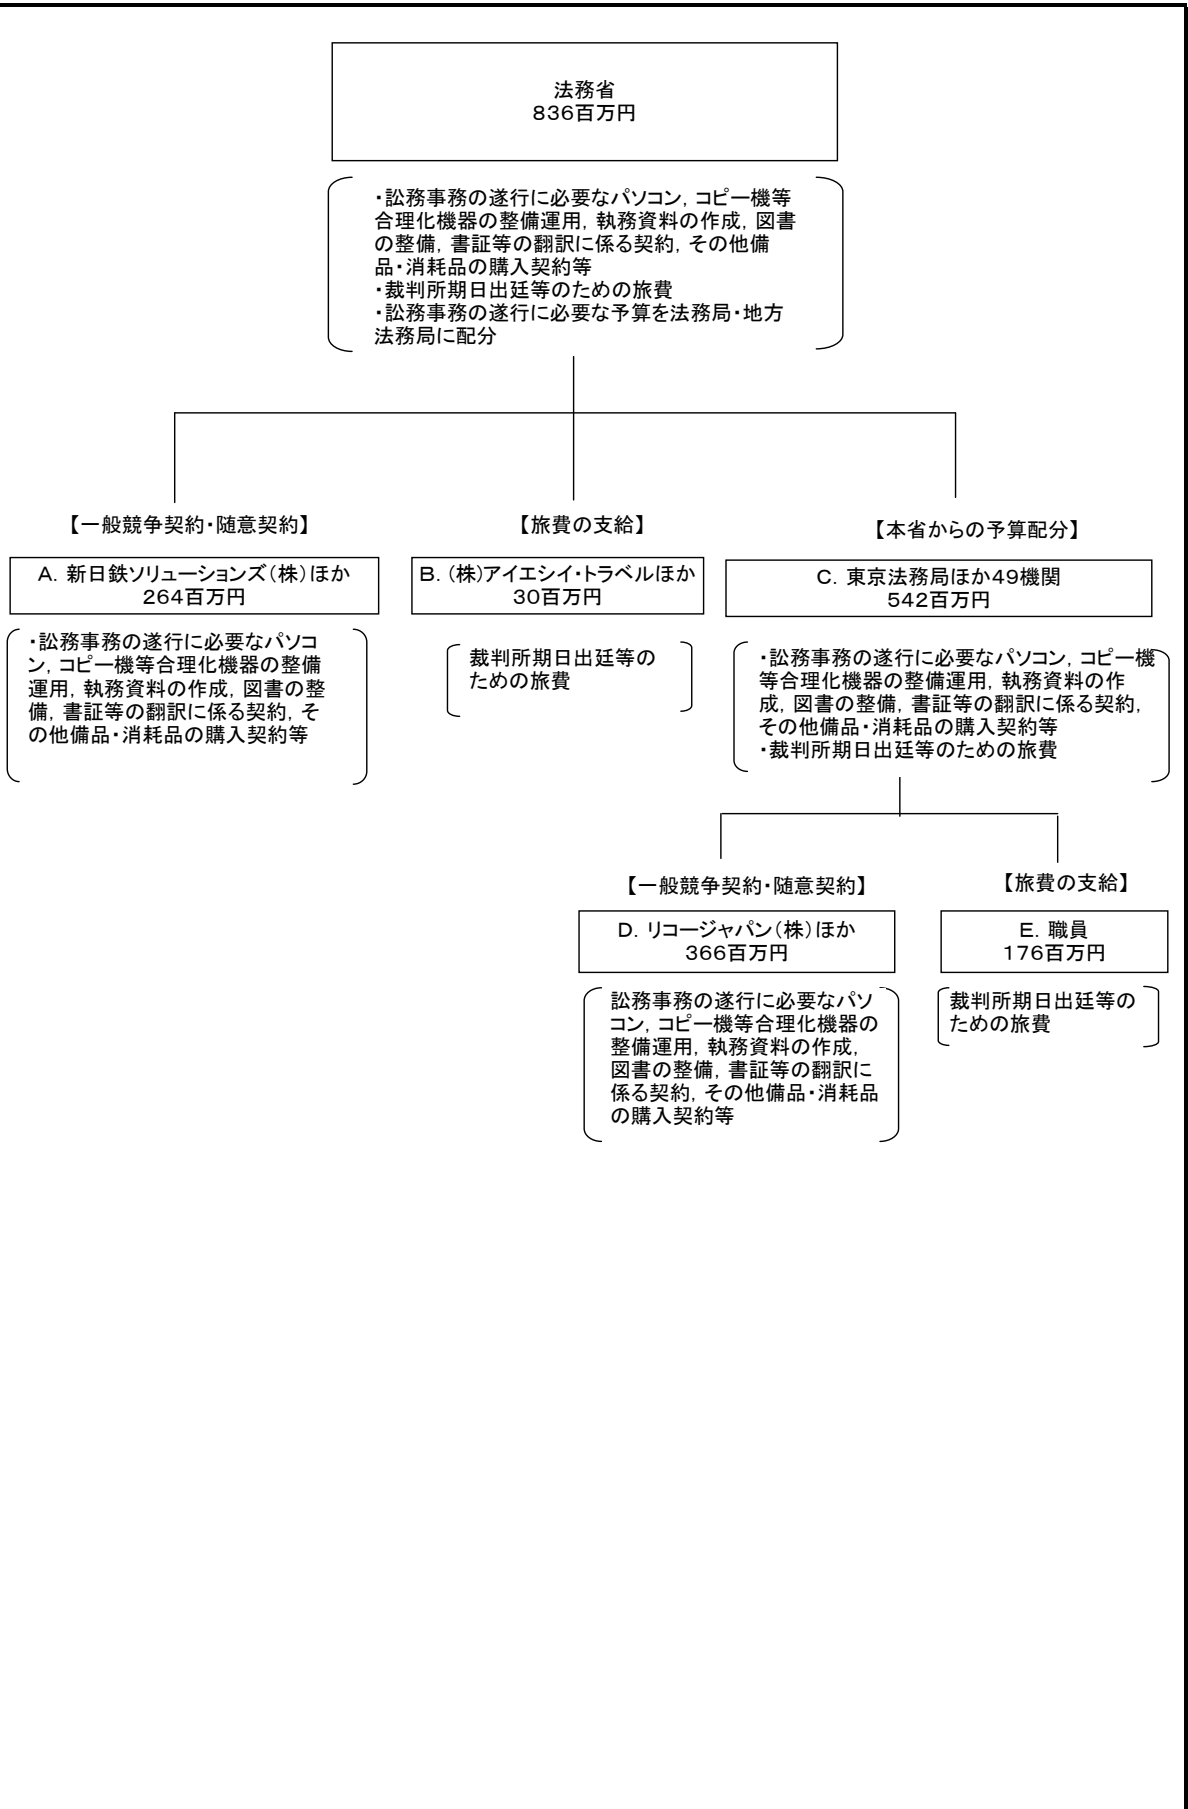 法務省
836百万円
・訟務事務の遂行に必要なパソコン，コピー機等
合理化機器の整備運用，執務資料の作成，図書
の整備，書証等の翻訳に係る契約，その他備
品・消耗品の購入契約等
・裁判所期日出廷等のための旅費
・訟務事務の遂行に必要な予算を法務局・地方
法務局に配分
【一般競争契約・随意契約】
A．新日鉄ソリューションズ（株）ほか
264百万円
・訟務事務の遂行に必要なパソコ
ン，コピー機等合理化機器の整備
運用，執務資料の作成，図書の整
備，書証等の翻訳に係る契約，そ
の他備品・消耗品の購入契約等
【旅費の支給】
B．（株）アイエシイ・トラベルほか
30百万円
裁判所期日出廷等の
ための旅費
【本省からの予算配分】
C．東京法務局ほか49機関
542百万円
・訟務事務の遂行に必要なパソコン，コピー機
等合理化機器の整備運用，執務資料の作
成，図書の整備，書証等の翻訳に係る契約，
その他備品・消耗品の購入契約等
・裁判所期日出廷等のための旅費
【一般競争契約・随意契約】
D．リコージャパン（株）ほか
366百万円
訟務事務の遂行に必要なパソ
コン，コピー機等合理化機器の
整備運用，執務資料の作成，
図書の整備，書証等の翻訳に
係る契約，その他備品・消耗品
の購入契約等
【旅費の支給】
E．職員
176百万円
裁判所期日出廷等の
ための旅費